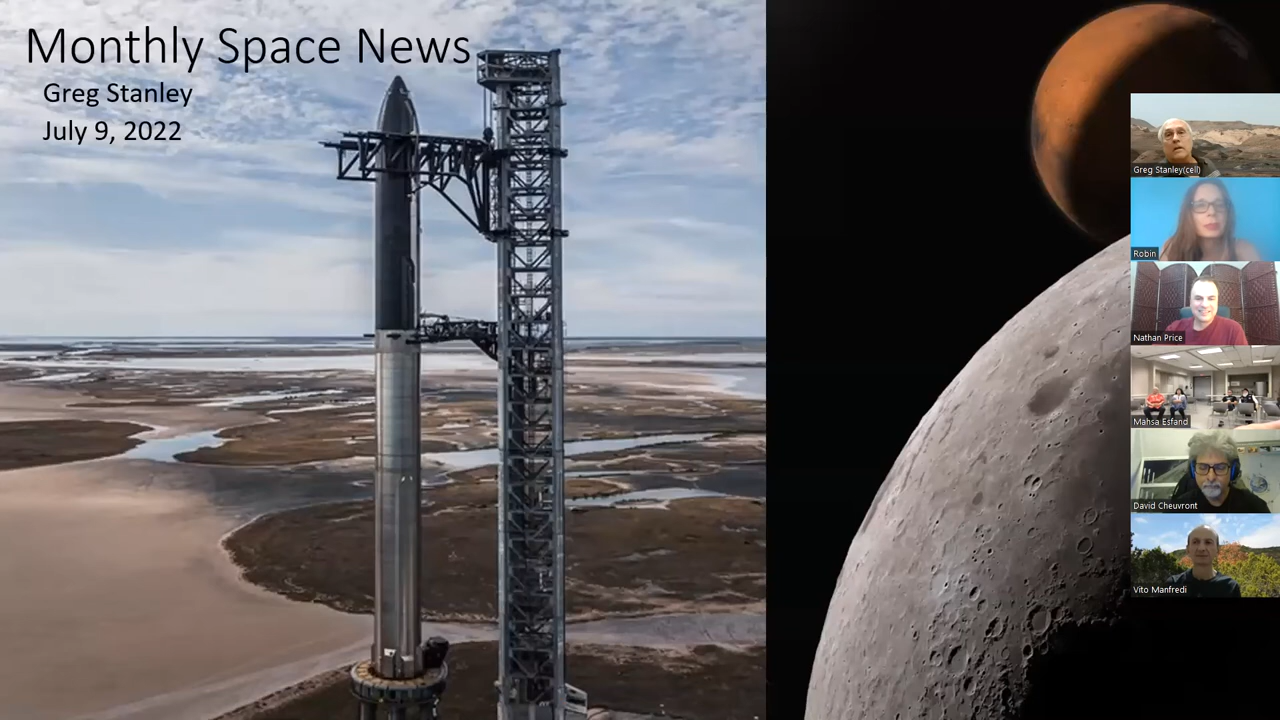 Monthly Space News
Greg Stanley
July 9, 2022
Greg Stanley(cell)
Robin
Nathan Price
Mahsa Esfand
David Cheuvront
Vito Manfredi